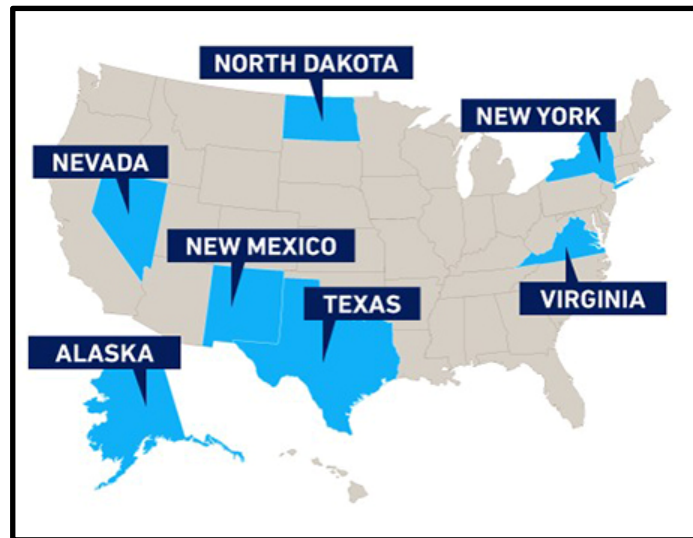 NORTH DAKOTA
NEW YORK
NEVADA
NEW MEXICO
TEXAS
VIRGINIA
ALASKA